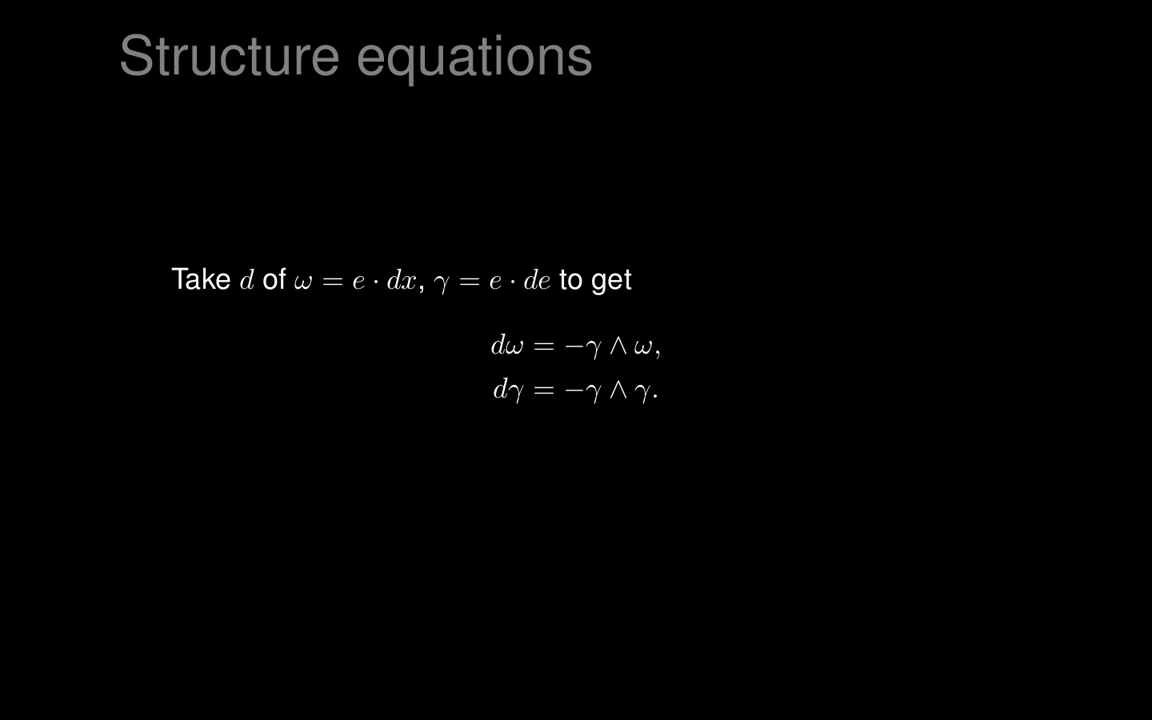 Structure equations
Take d of ω = e · dx, γ = e · de to get
dω = −γ ∧ ω,
dγ = −γ ∧ γ.